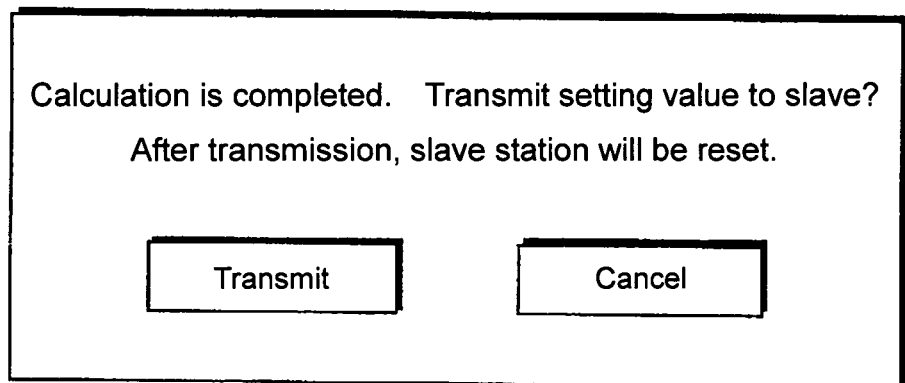 Calculation is completed. Transmit setting value to slave?
After transmission, slave station will be reset.
Transmit
Cancel